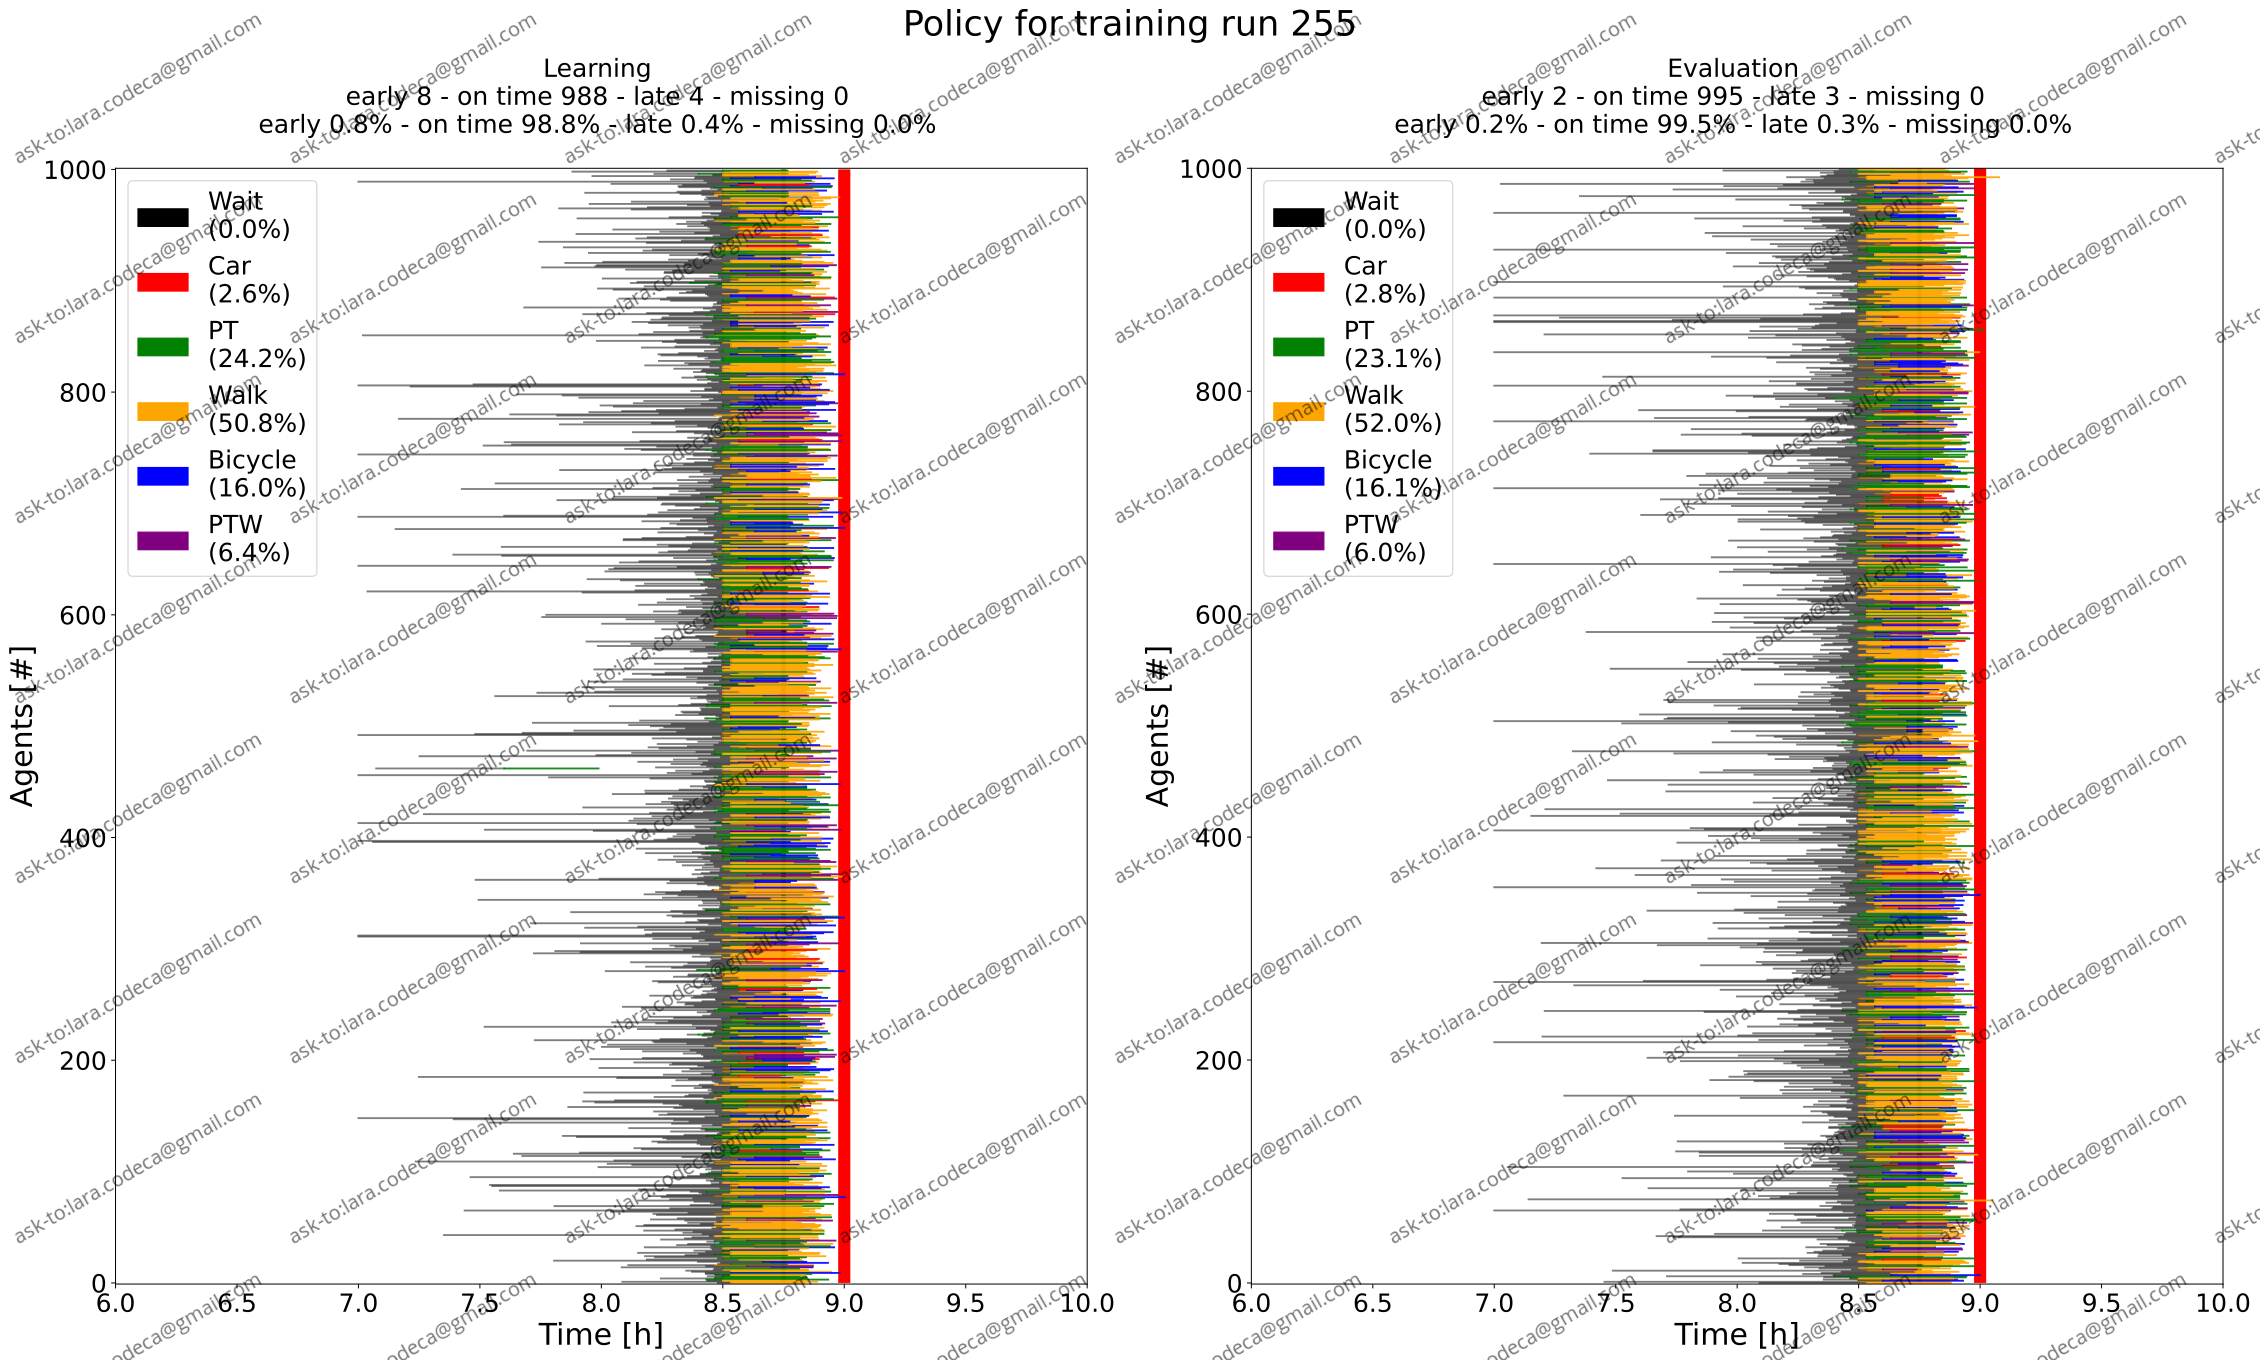 Policy for training run 255
Learning
early 8 - on time 988 - late 4 - missing 0
early 0.8% - on time 98.8% - late 0.4% - missing 0.0%
1000
800
600
400
200
0
Agents [#]
Wait
(0.0%)
Car
(2.6%)
PT
(24.2%)
Walk
(50.8%)
Bicycle
(16.0%)
PTW
(6.4%)
6.0 6.5 7.0 7.5 8.0 8.5 9.0 9.5 10.0
Time [h]
Evaluation
early 2 - on time 995 - late 3 - missing 0
early 0.2% - on time 99.5% - late 0.3% - missing 0.0%
1000
800
600
400
200
0
Agents [#]
Wait
(0.0%)
Car
(2.8%)
PT
(23.1%)
Walk
(52.0%)
Bicycle
(16.1%)
PTW
(6.0%)
6.0 6.5 7.0 7.5 8.0 8.5 9.0 9.5 10.0
Time [h]
ask-to:lara.codeca@gmail.com